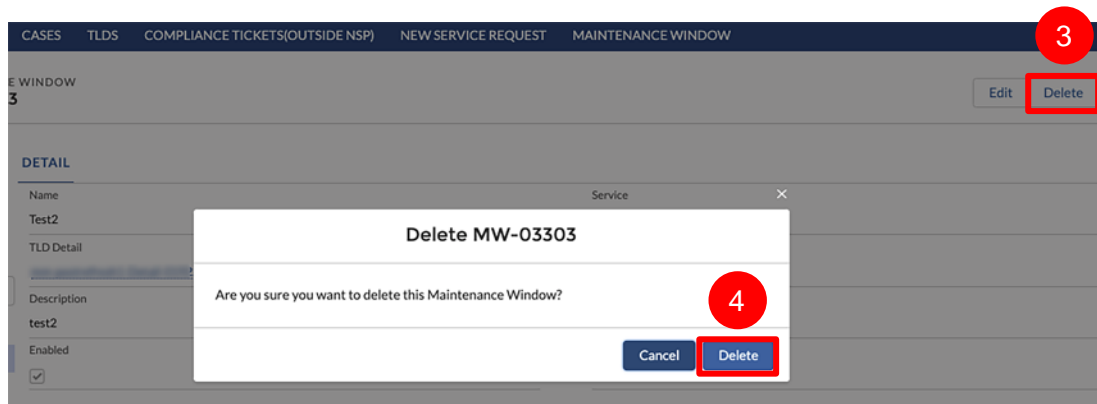 CASES TLDS COMPLIANCE TICKETS(OUTSIDE NSP) NEW SERVICE REQUEST MAINTENANCE WINDOW
3
E WINDOW
3
Edit Delete
DETAIL
Name Service
Test2
Delete MW-03303
TLD Detail
Are you sure you want to delete this Maintenance Window?
Description
4
test2
Enabled
Cancel Delete